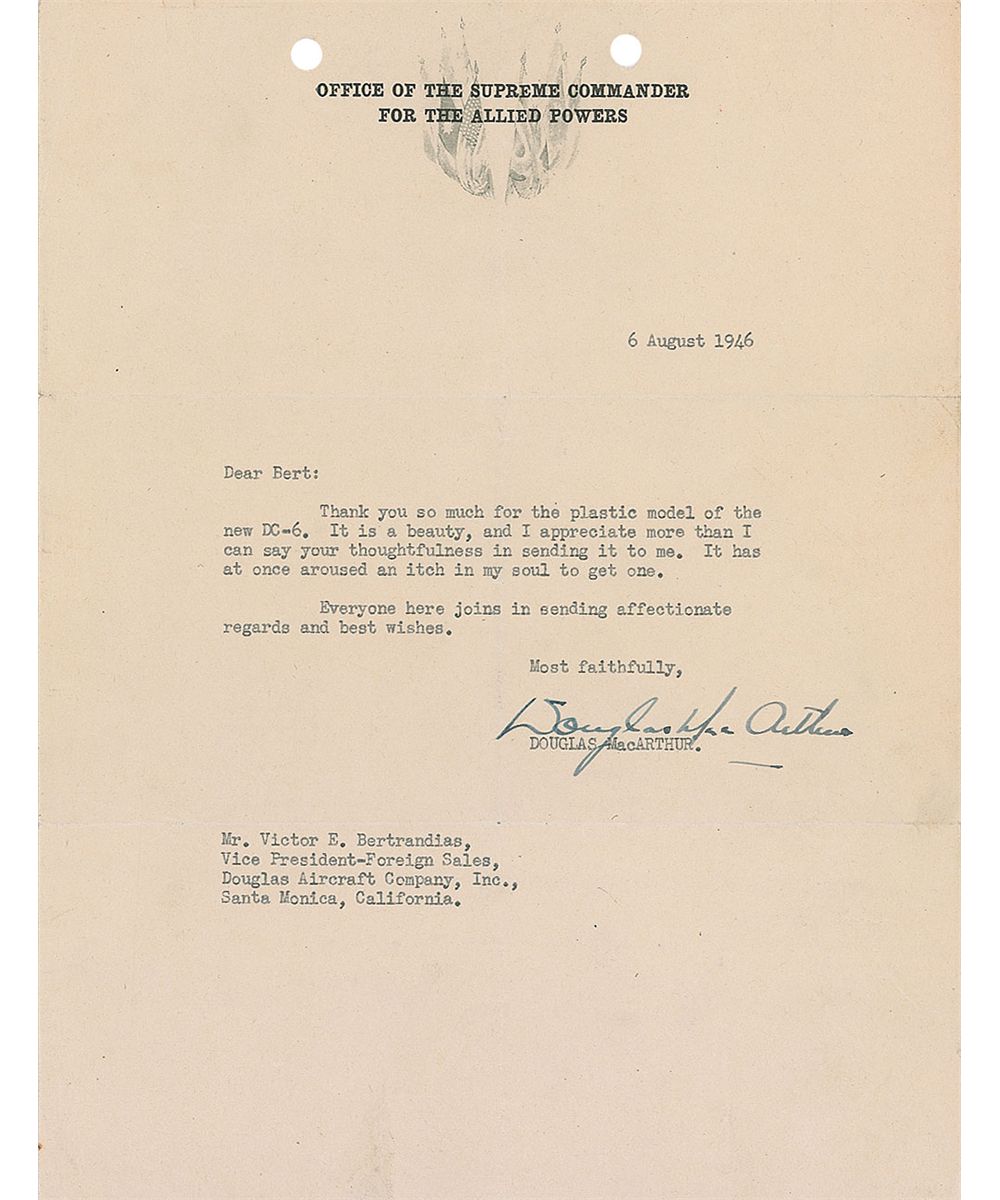 OFFICE OF THE SUPREME COMMANDER
FOR THE ALLIED POWERS
6 August 1946
Dear Bert:
Thank you so much for the plastic model of the
new DC-6. It is a beauty, and I appreciate more than I
can say your thoughtfulness in sending it to me. It has
at once aroused an itch in my soul to get one.
Everyone here joins in sending affectionate
regards and best wishes.
Most faithfully,
Douglas MacArthur
DOUGLAS MacARTHUR.
Mr. Victor E. Bertrandias,
Vice President-Foreign Sales,
Douglas Aircraft Company, Inc.,
Santa Monica, California.